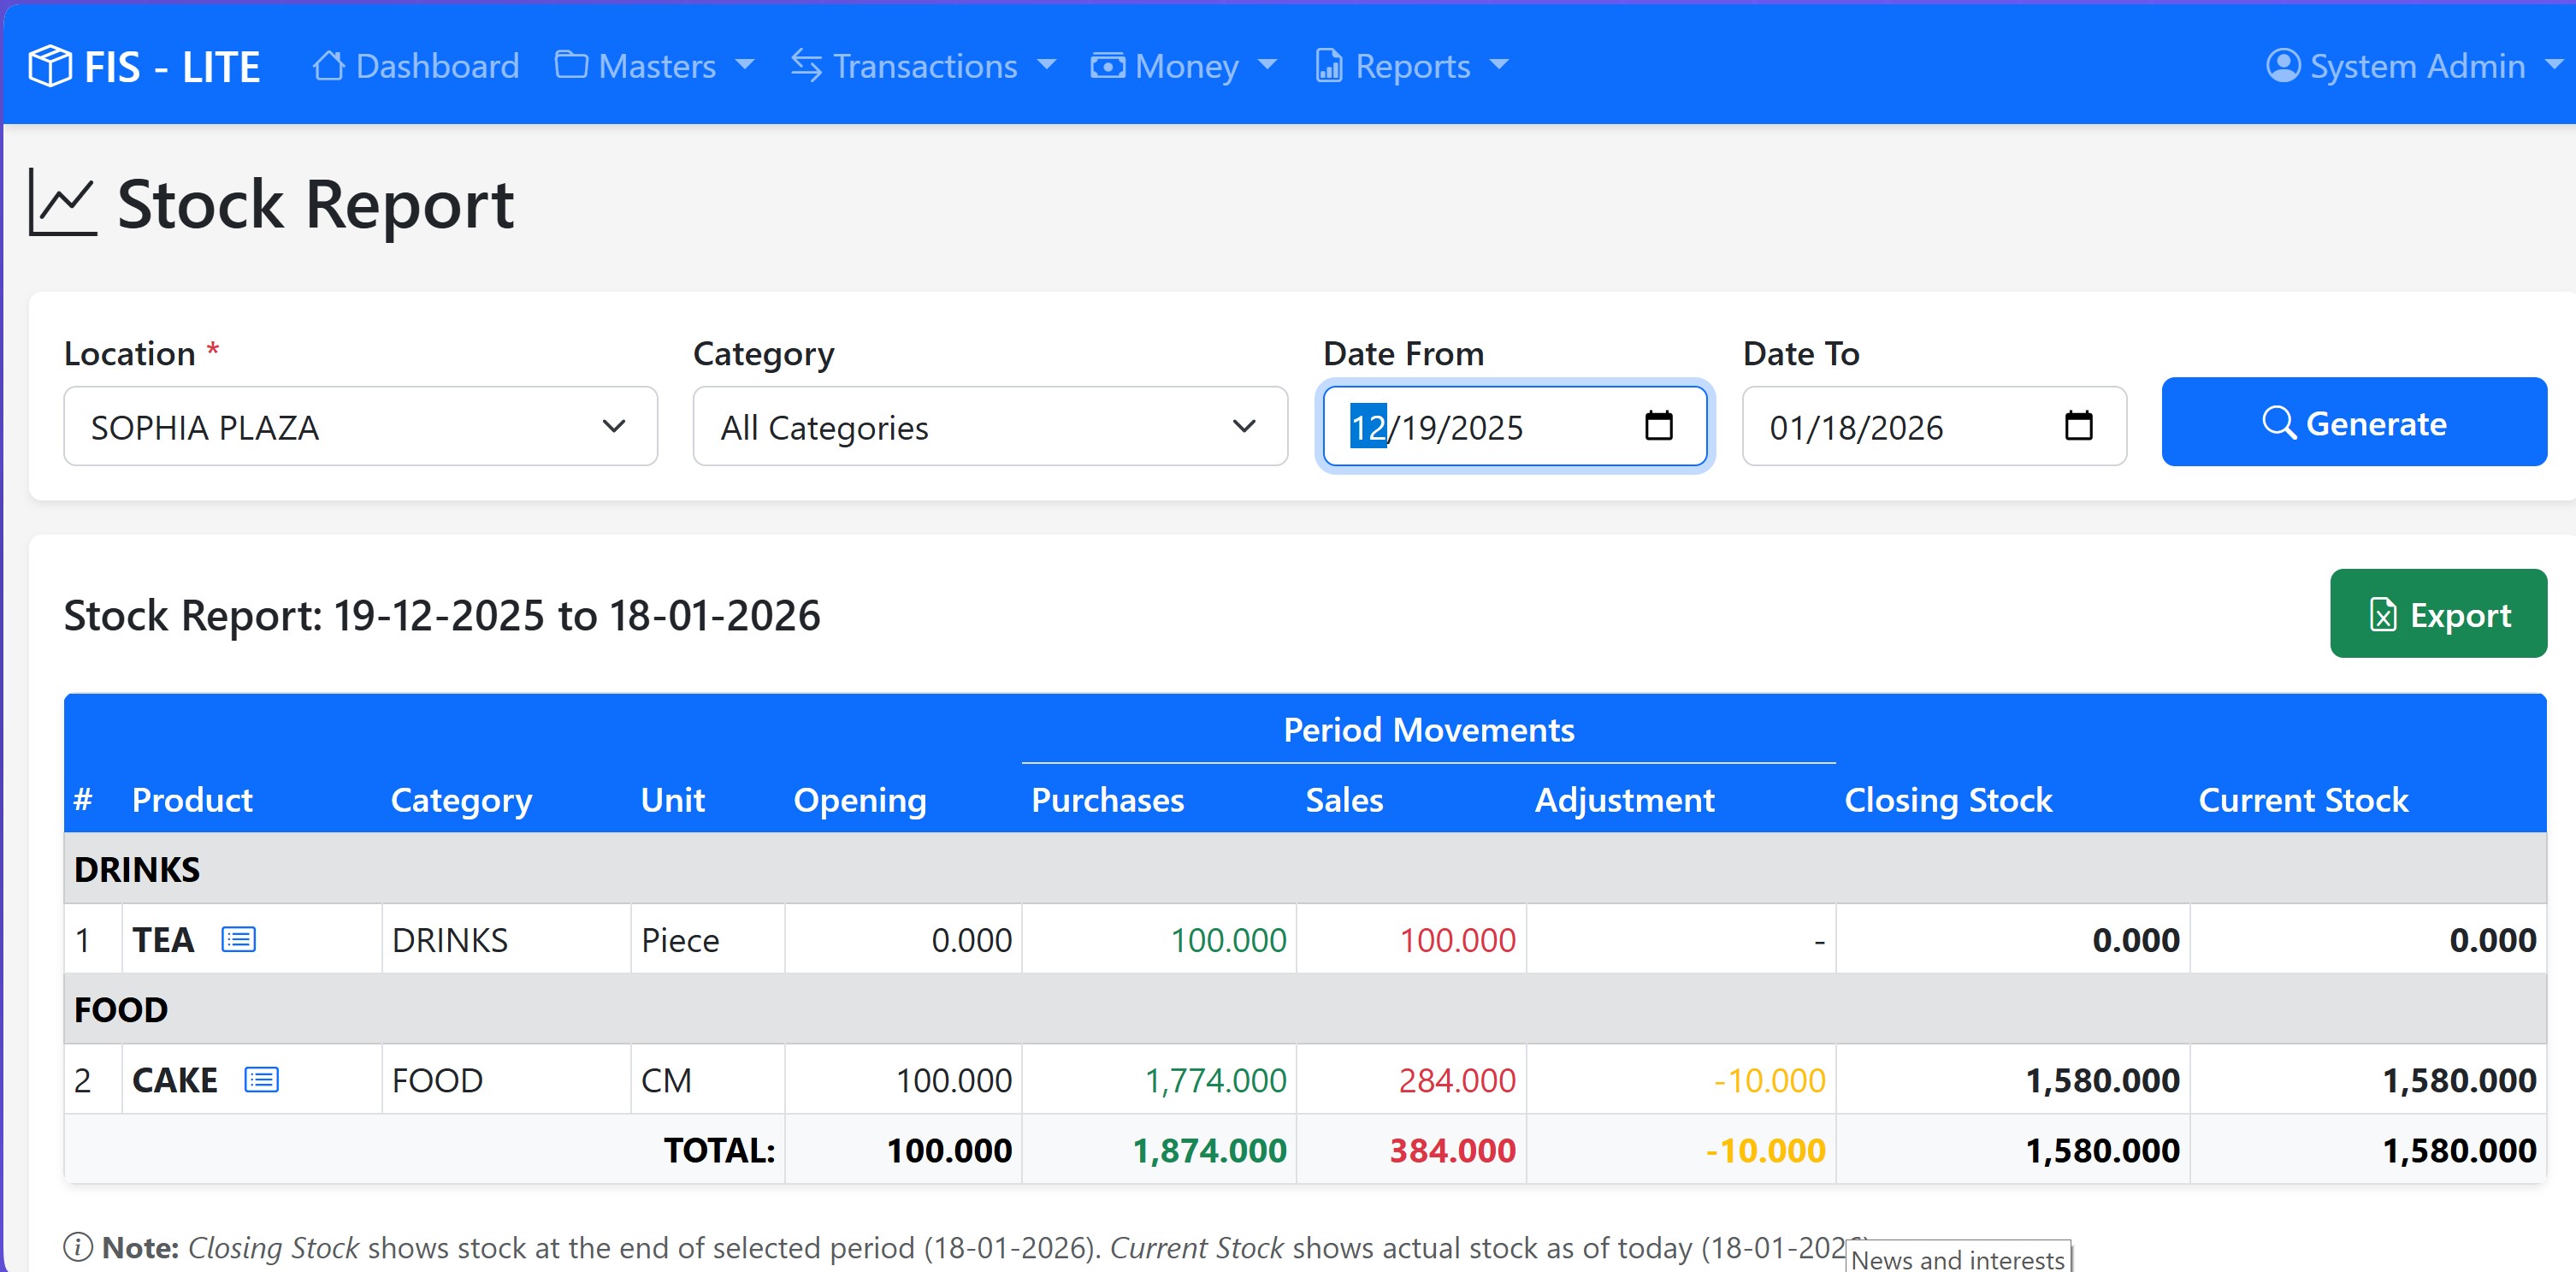 FIS - LITE Dashboard Masters Transactions Money Reports System Admin
Stock Report
Location * Category Date From Date To
SOPHIA PLAZA All Categories 12/19/2025 01/18/2026 Generate
Stock Report: 19-12-2025 to 18-01-2026 Export
Period Movements
# Product Category Unit Opening Purchases Sales Adjustment Closing Stock Current Stock
DRINKS
1 TEA DRINKS Piece 0.000 100.000 100.000 - 0.000 0.000
FOOD
2 CAKE FOOD CM 100.000 1,774.000 284.000 -10.000 1,580.000 1,580.000
TOTAL: 100.000 1,874.000 384.000 -10.000 1,580.000 1,580.000
Note: Closing Stock shows stock at the end of selected period (18-01-2026). Current Stock shows actual stock as of today (18-01-2026)
News and interests